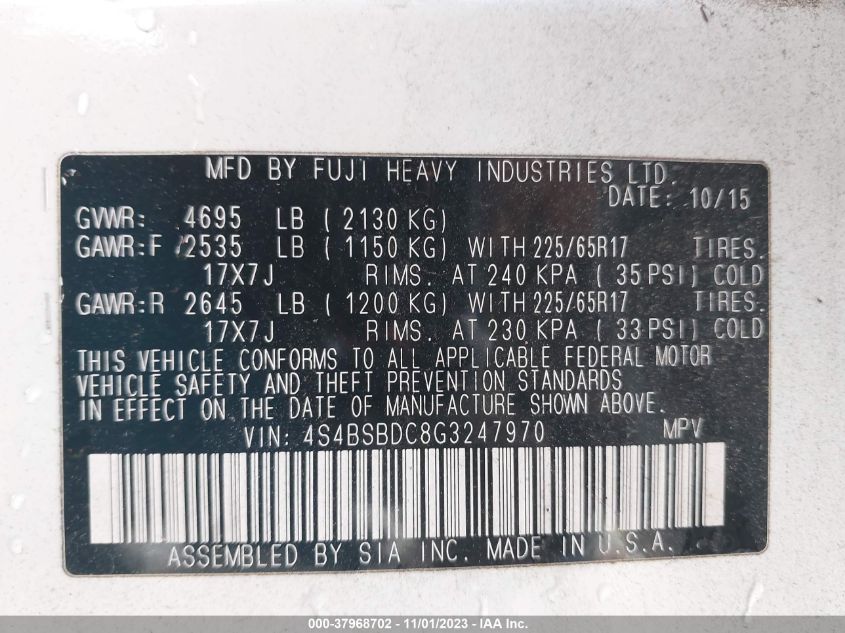 MFD BY FUJI HEAVY INDUSTRIES LTD.
DATE: 10/15
GVWR: 4695 LB ( 2130 KG)
GAWR:F 2535 LB ( 1150 KG) WITH 225/65R17 TIRES.
17X7J RIMS. AT 240 KPA ( 35 PSI) COLD
GAWR:R 2645 LB ( 1200 KG) WITH 225/65R17 TIRES.
17X7J RIMS. AT 230 KPA ( 33 PSI) COLD
THIS VEHICLE CONFORMS TO ALL APPLICABLE FEDERAL MOTOR
VEHICLE SAFETY AND THEFT PREVENTION STANDARDS
IN EFFECT ON THE DATE OF MANUFACTURE SHOWN ABOVE.
VIN: 4S4BSBDC8G3247970 MPV
ASSEMBLED BY SIA INC. MADE IN U.S.A.
000-37968702 - 11/01/2023 - IAAI.com